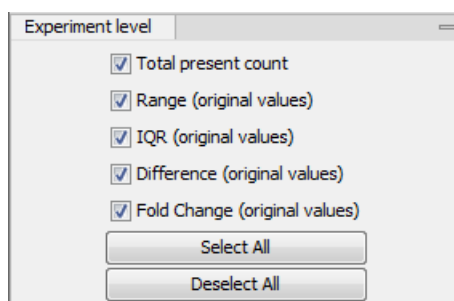 Experiment level
Total present count
Range (original values)
IQR (original values)
Difference (original values)
Fold Change (original values)
Select All
Deselect All